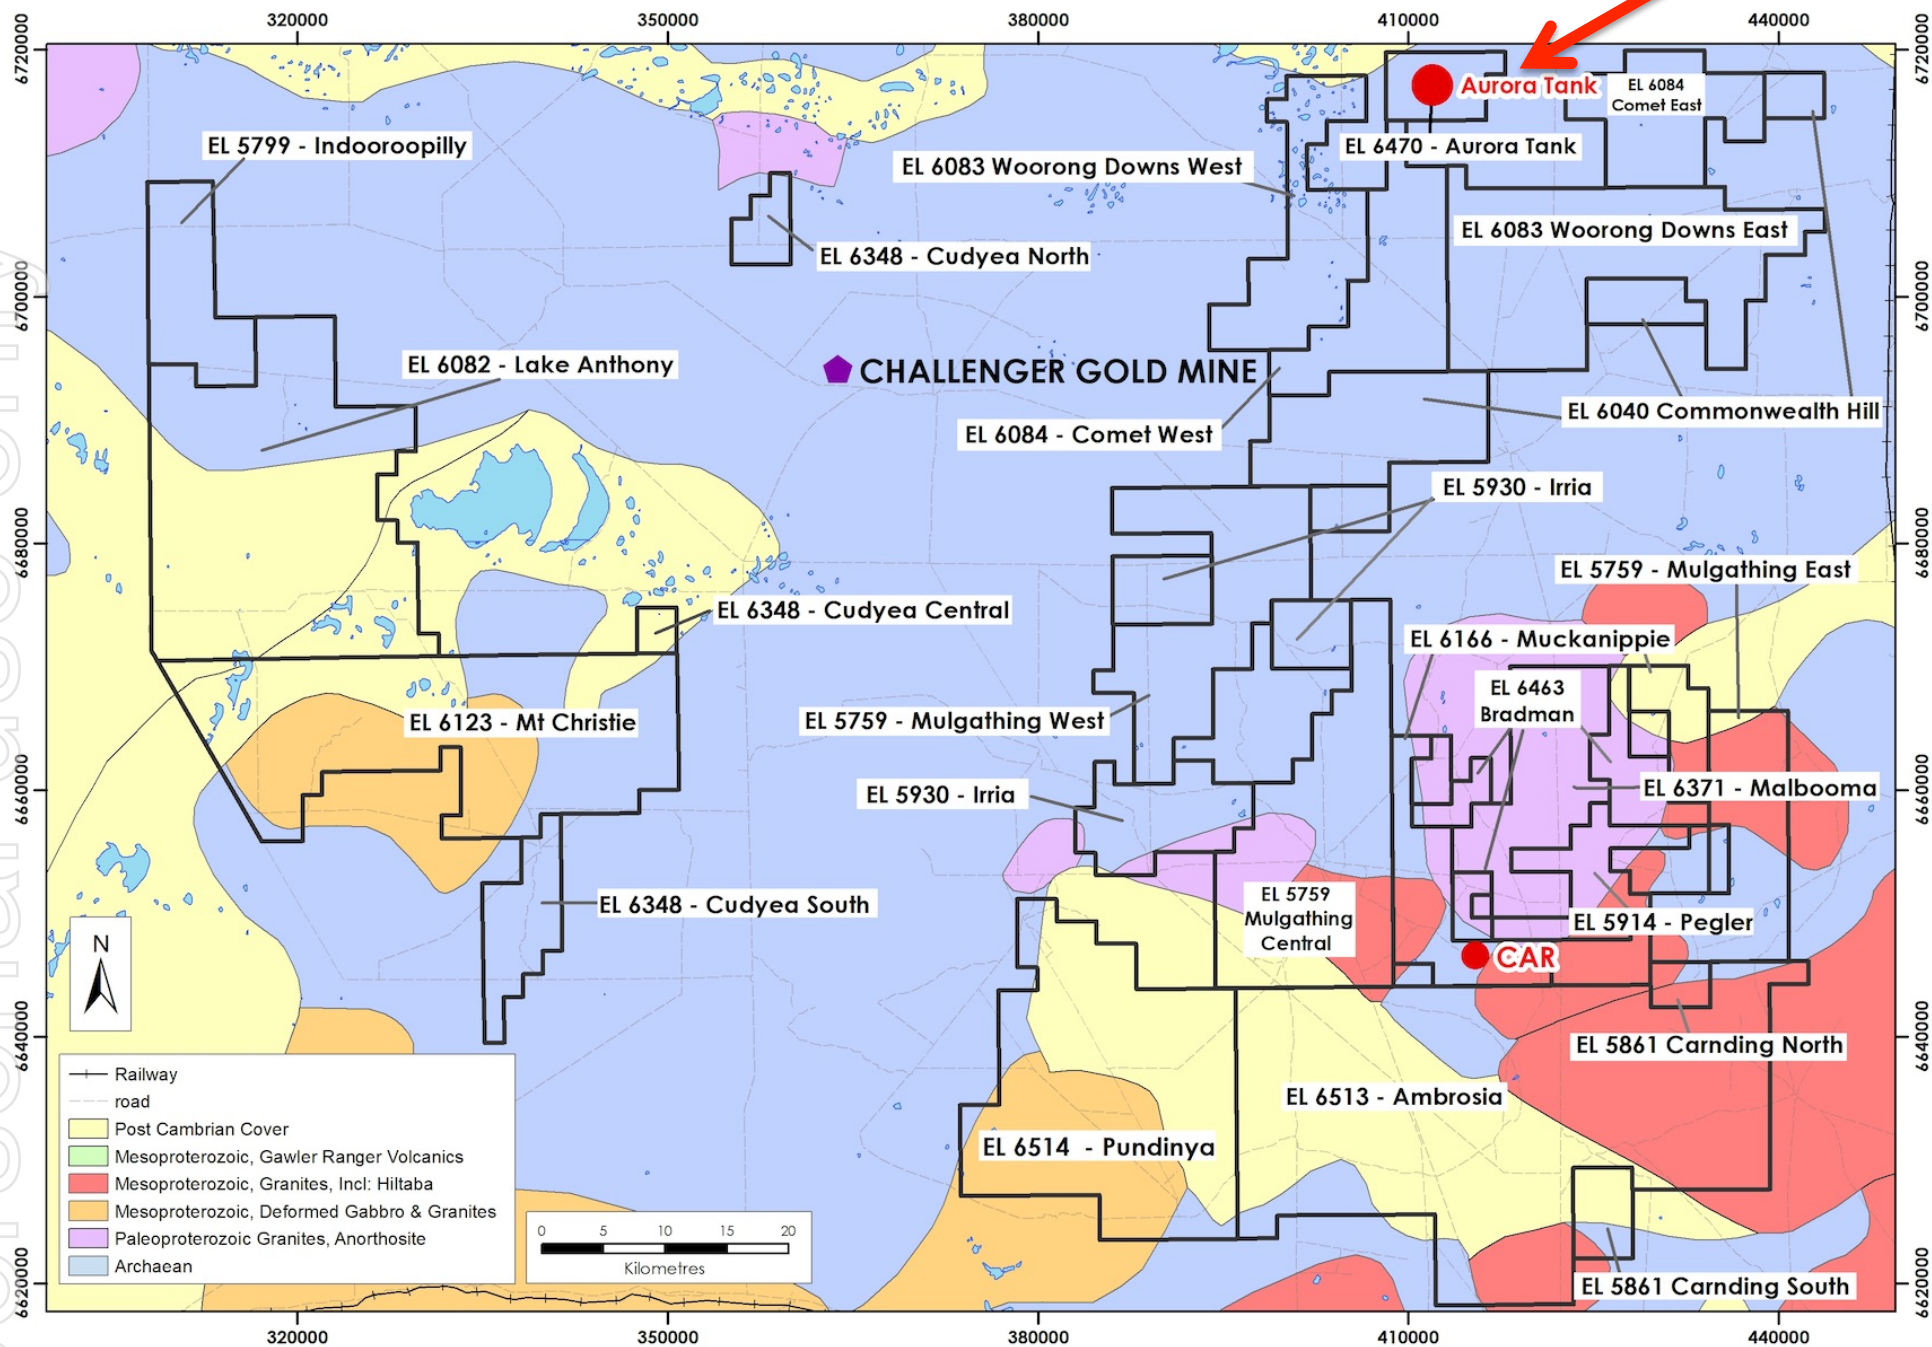 320000
350000
380000
410000
440000
6720000
6720000
Aurora Tank
EL 6084
Comet East
EL 5799 - Indooroopilly
EL 6470 - Aurora Tank
EL 6083 Woorong Downs West
EL 6083 Woorong Downs East
EL 6348 - Cudyea North
6700000
6700000
EL 6082 - Lake Anthony
CHALLENGER GOLD MINE
EL 6040 Commonwealth Hill
EL 6084 - Comet West
EL 5930 - Irria
6680000
6680000
EL 5759 - Mulgathing East
EL 6348 - Cudyea Central
EL 6166 - Muckanippie
EL 6463
Bradman
EL 6123 - Mt Christie
EL 5759 - Mulgathing West
6660000
6660000
EL 5930 - Irria
EL 6371 - Malbooma
EL 6348 - Cudyea South
EL 5759
Mulgathing
Central
EL 5914 - Pegler
CAR
N
6640000
6640000
EL 5861 Carnding North
EL 6513 - Ambrosia
EL 6514 - Pundinya
Railway
road
Post Cambrian Cover
Mesoproterozoic, Gawler Ranger Volcanics
Mesoproterozoic, Granites, Incl: Hiltaba
Mesoproterozoic, Deformed Gabbro & Granites
Paleoproterozoic Granites, Anorthosite
Archaean
0 5 10 15 20
Kilometres
EL 5861 Carnding South
6620000
6620000
320000
350000
380000
410000
440000